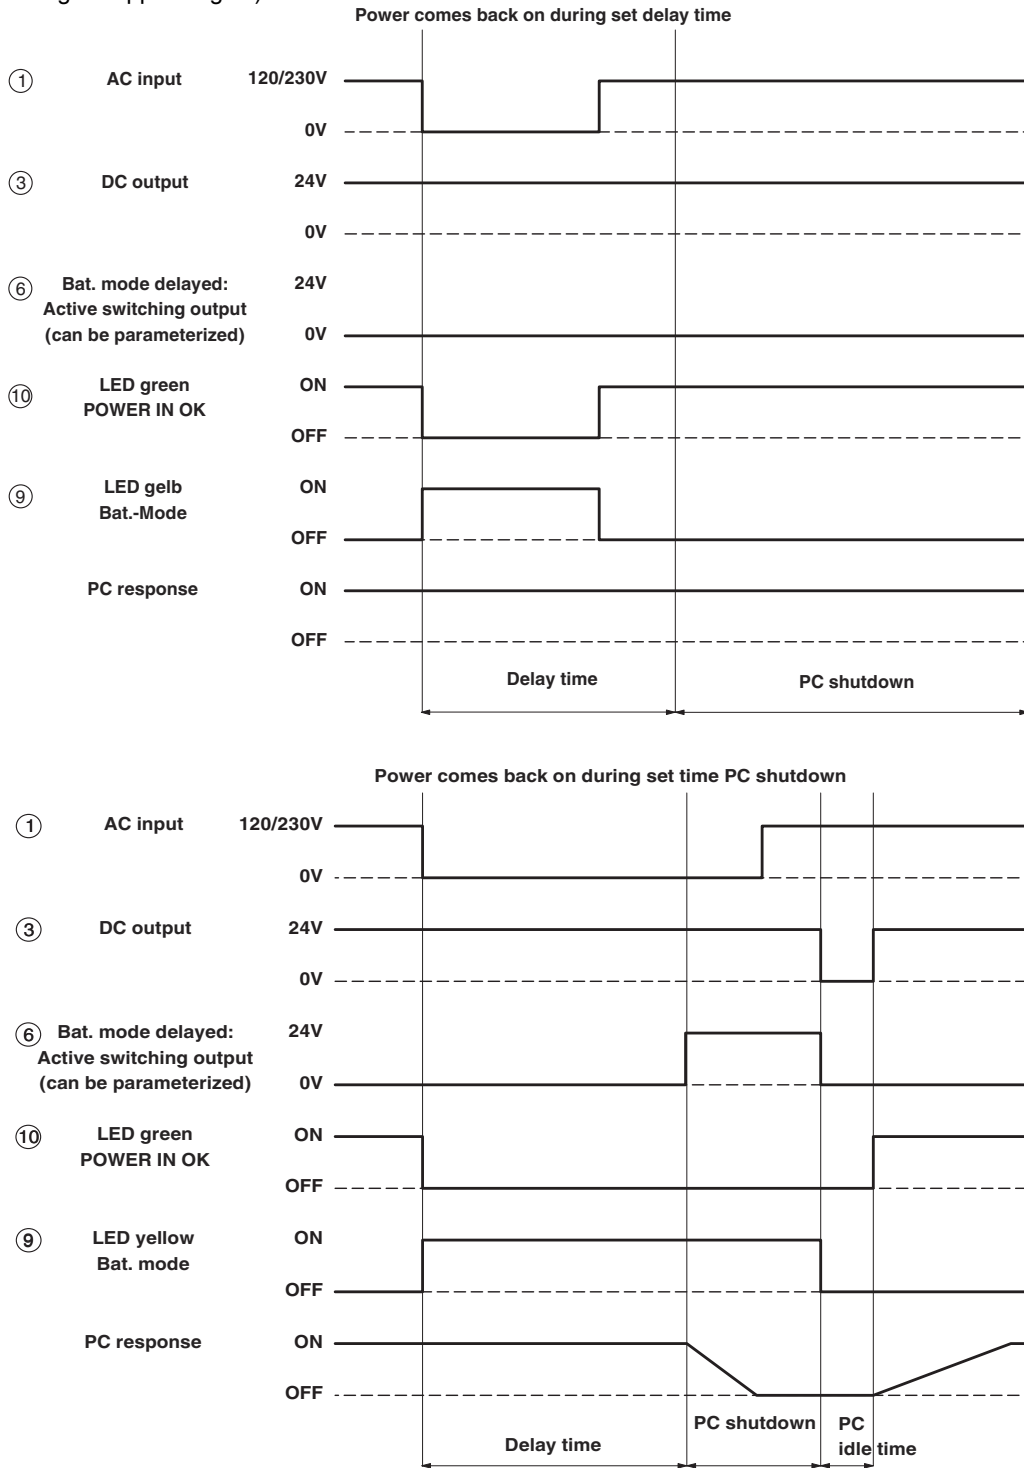 Power comes back on during set delay time
1 AC input 120/230V
0V
3 DC output 24V
0V
6 Bat. mode delayed: 24V
Active switching output
(can be parameterized) 0V
10 LED green ON
POWER IN OK
OFF
9 LED gelb ON
Bat.-Mode
OFF
PC response ON
OFF
Delay time PC shutdown
Power comes back on during set time PC shutdown
1 AC input 120/230V
0V
3 DC output 24V
0V
6 Bat. mode delayed: 24V
Active switching output
(can be parameterized) 0V
10 LED green ON
POWER IN OK
OFF
9 LED yellow ON
Bat. mode
OFF
PC response ON
OFF
PC shutdown PC
idle time
Delay time